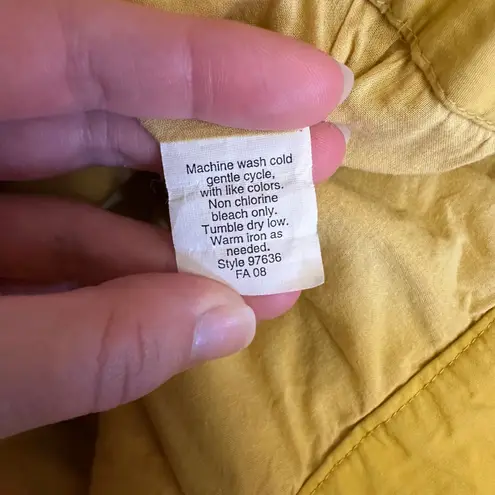 Machine wash cold
gentle cycle,
with like colors.
Non chlorine
bleach only.
Tumble dry low.
Warm iron as
needed.
Style 97636
FA 08